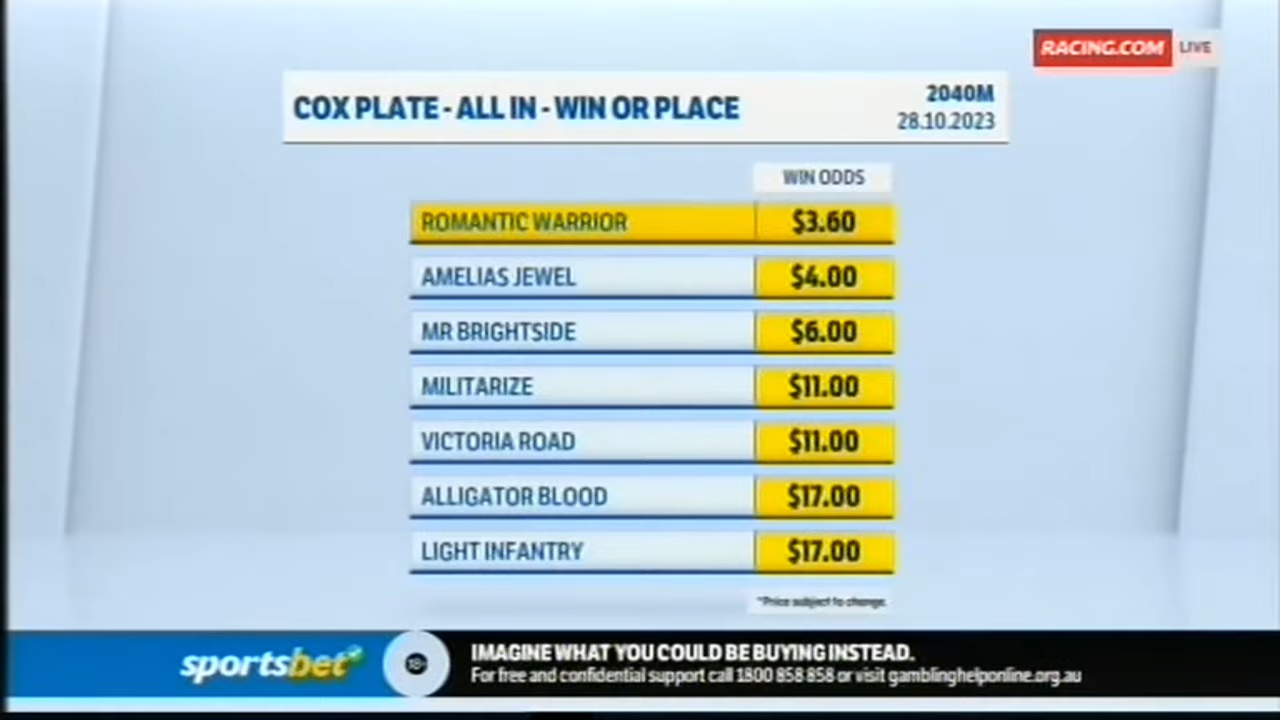 RACING.COM LIVE
COX PLATE - ALL IN - WIN OR PLACE
2040M
28.10.2023
WIN ODDS
ROMANTIC WARRIOR $3.60
AMELIAS JEWEL $4.00
MR BRIGHTSIDE $6.00
MILITARIZE $11.00
VICTORIA ROAD $11.00
ALLIGATOR BLOOD $17.00
LIGHT INFANTRY $17.00
*Price subject to change.
sportsbet
18+
IMAGINE WHAT YOU COULD BE BUYING INSTEAD.
For free and confidential support call 1800 858 858 or visit gamblinghelponline.org.au